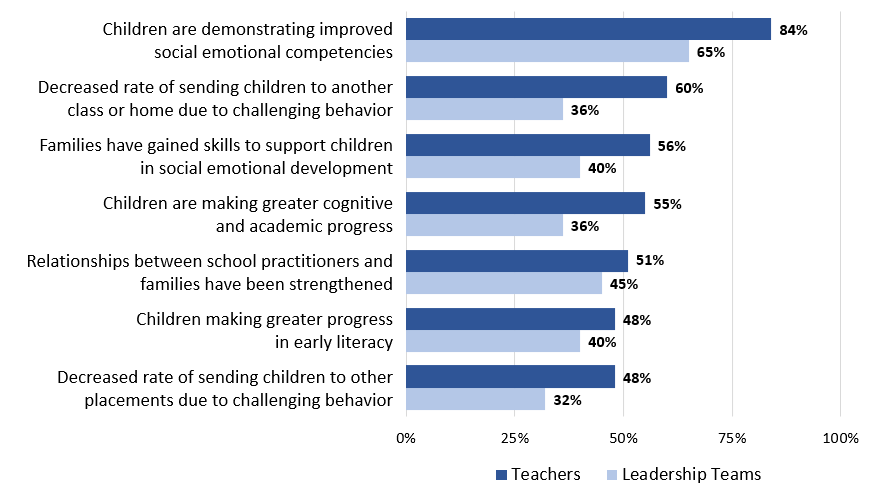 Children are demonstrating improved
social emotional competencies
84%
65%
Decreased rate of sending children to another
class or home due to challenging behavior
60%
36%
Families have gained skills to support children
in social emotional development
56%
40%
Children are making greater cognitive
and academic progress
55%
36%
Relationships between school practitioners and
families have been strengthened
51%
45%
Children making greater progress
in early literacy
48%
40%
Decreased rate of sending children to other
placements due to challenging behavior
48%
32%
0% 25% 50% 75% 100%
Teachers Leadership Teams